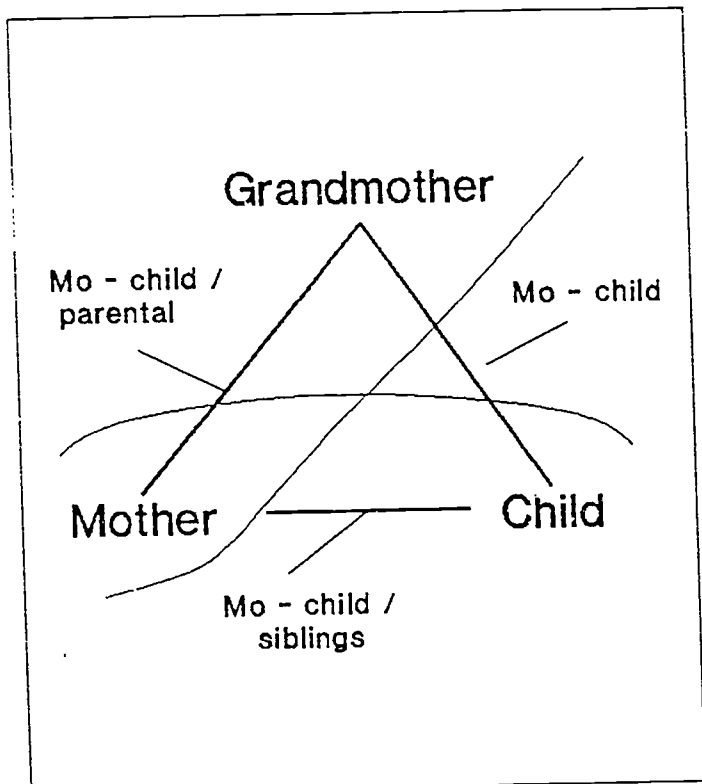 Grandmother
Mo - child /
parental
Mo - child
Mother
Child
Mo - child /
siblings